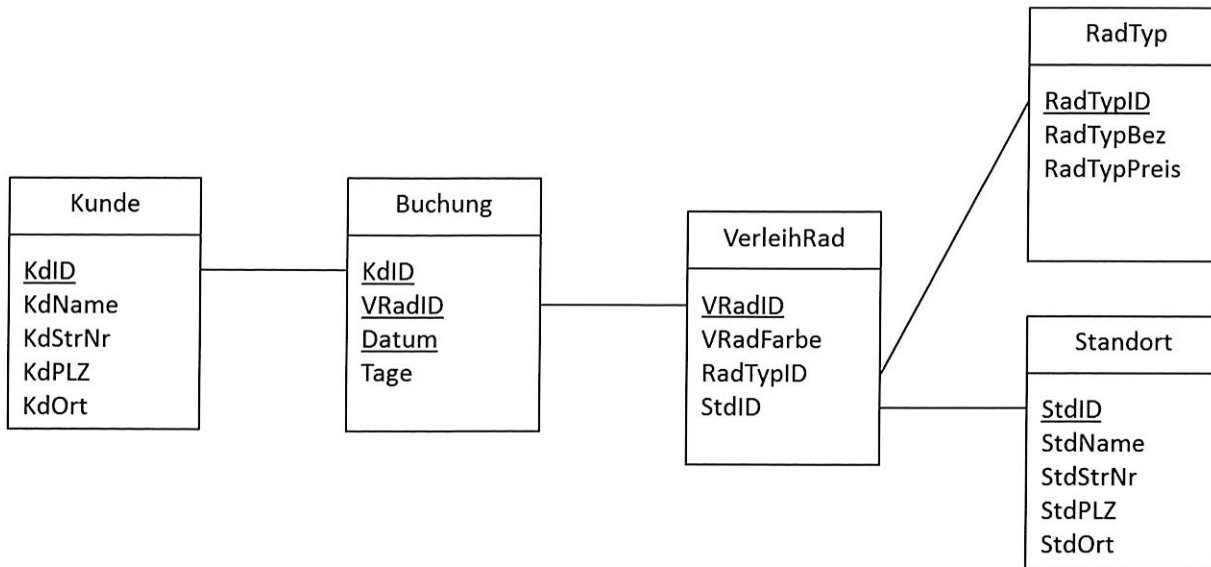 Kunde
KdID
KdName
KdStrNr
KdPLZ
KdOrt
Buchung
KdID
VRadID
Datum
Tage
VerleihRad
VRadID
VRadFarbe
RadTypID
StdID
RadTyp
RadTypID
RadTypBez
RadTypPreis
Standort
StdID
StdName
StdStrNr
StdPLZ
StdOrt